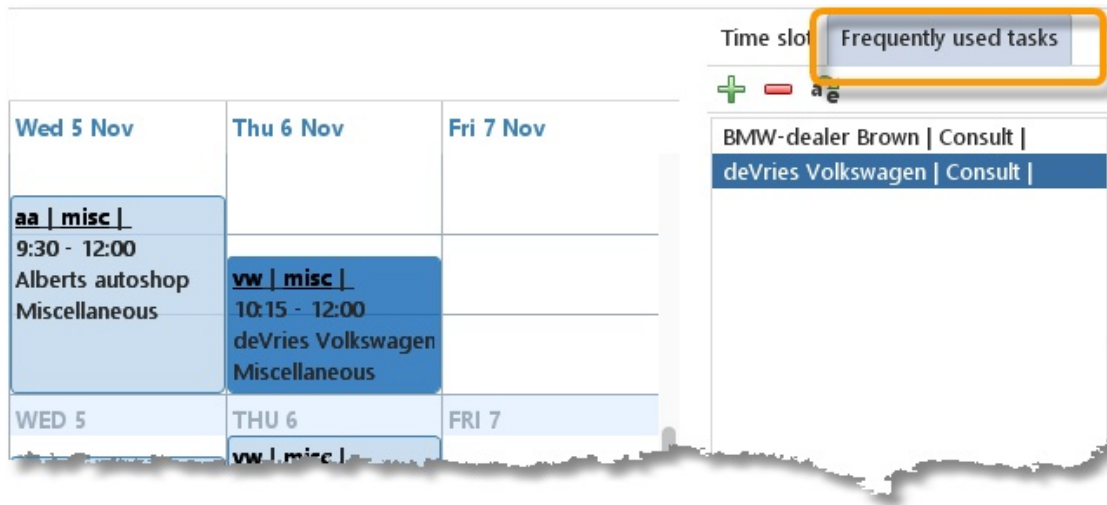 Time slot
Frequently used tasks
Wed 5 Nov
Thu 6 Nov
Fri 7 Nov
aa | misc |
9:30 - 12:00
Alberts autoshop
Miscellaneous
vw | misc |
10:15 - 12:00
deVries Volkswagen
Miscellaneous
WED 5
THU 6
FRI 7
vw | misc |
BMW-dealer Brown | Consult |
deVries Volkswagen | Consult |